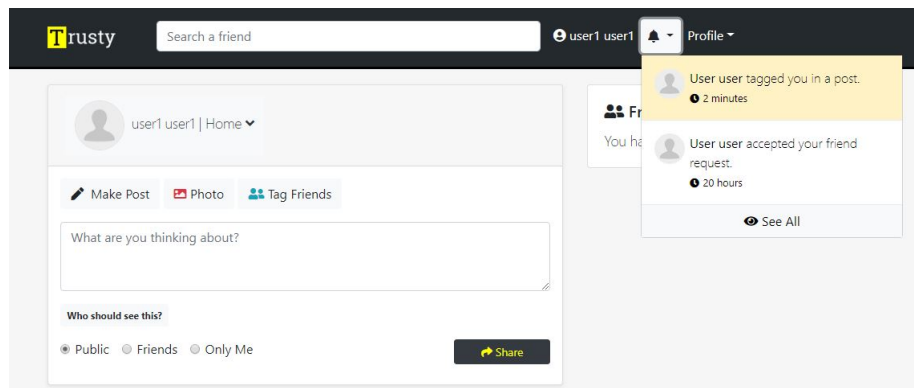 Trusty
Search a friend
user1 user1
Profile
User user tagged you in a post.
2 minutes
User user accepted your friend
request.
20 hours
See All
user1 user1 | Home
Make Post
Photo
Tag Friends
What are you thinking about?
Who should see this?
Public
Friends
Only Me
Share
Fr
You ha